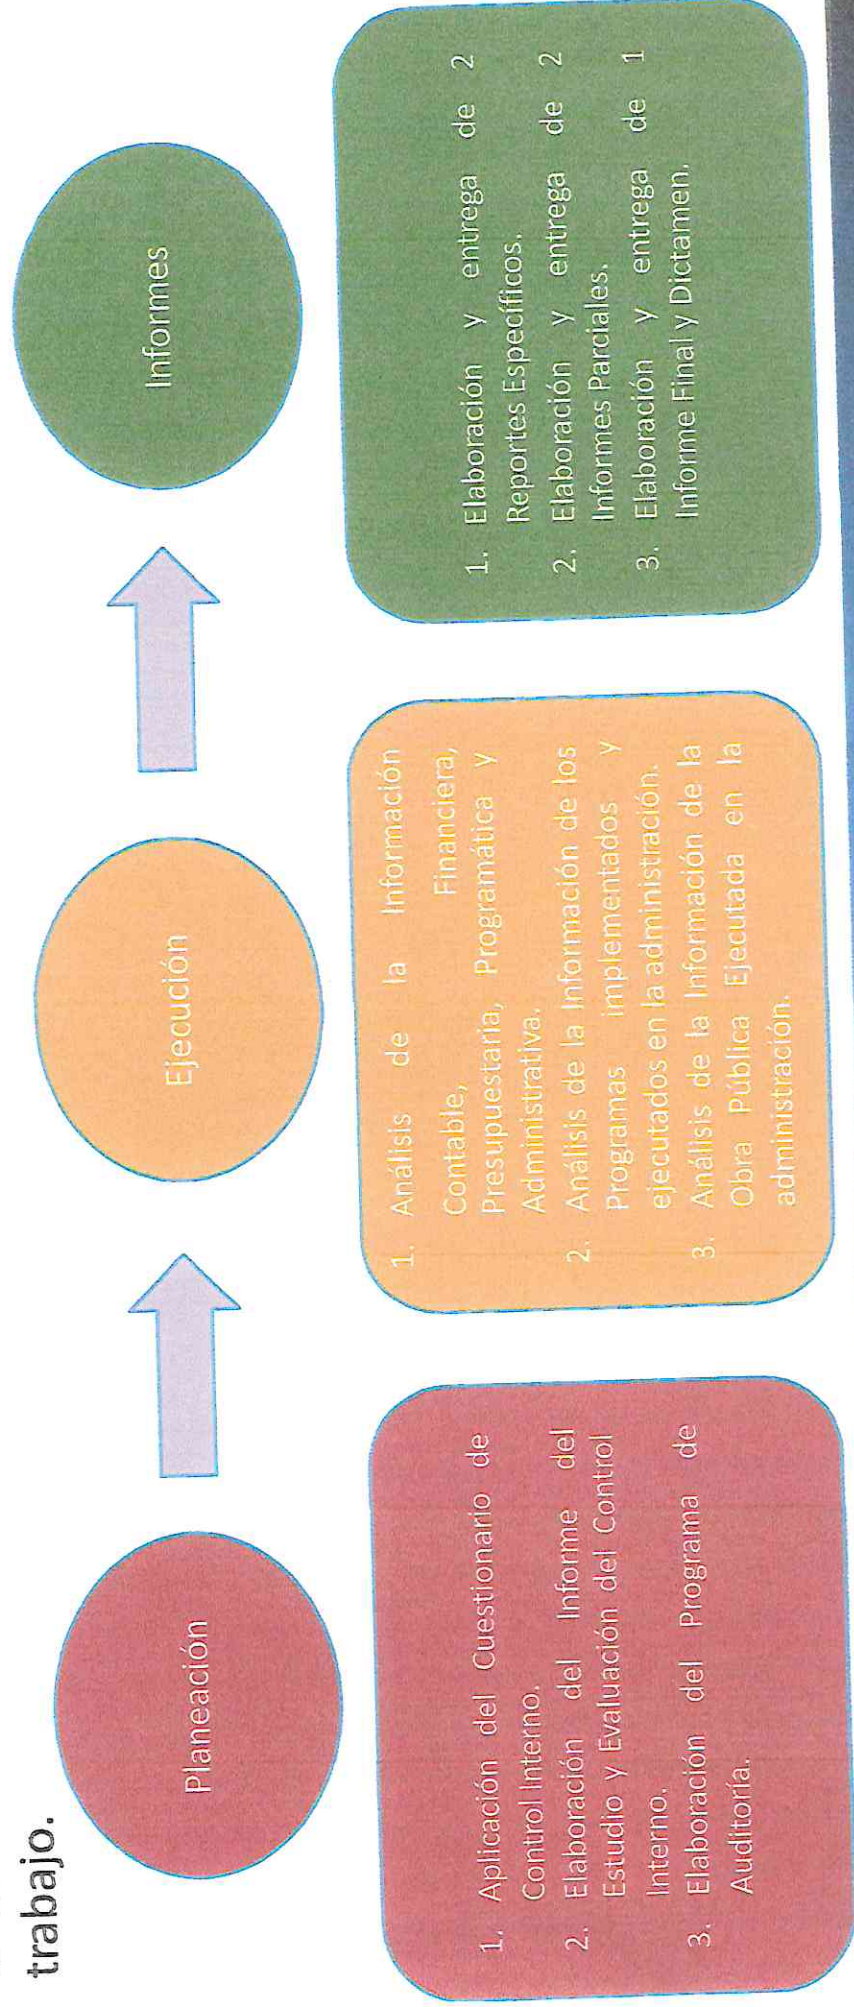 trabajo.
Planeación
1. Aplicación del Cuestionario de
Control Interno.
2. Elaboración del Informe del
Estudio y Evaluación del Control
Interno.
3. Elaboración del Programa de
Auditoría.
Ejecución
1. Análisis de la Información
Contable, Financiera,
Presupuestaria, Programática y
Administrativa.
2. Análisis de la Información de los
Programas implementados y
ejecutados en la administración.
3. Análisis de la Información de la
Obra Pública Ejecutada en la
administración.
Informes
1. Elaboración y entrega de 2
Reportes Específicos.
2. Elaboración y entrega de 2
Informes Parciales.
3. Elaboración y entrega de 1
Informe Final y Dictamen.